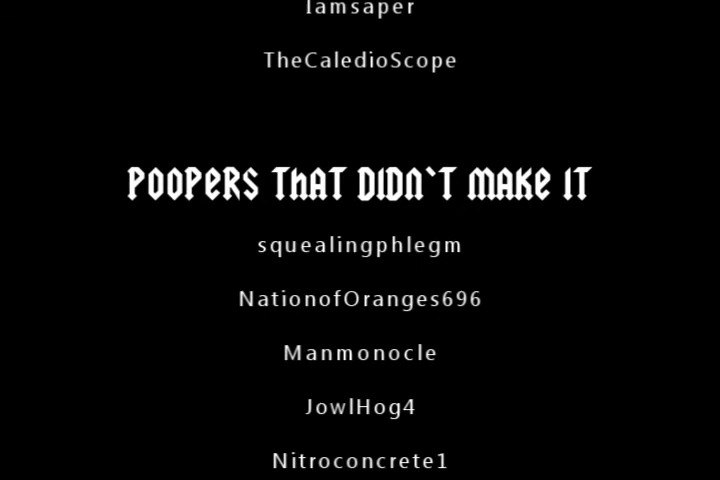 Iamsaper
TheCaledioScope
POOPERS THAT DIDN'T MAKE IT
squealingphlegm
NationofOranges696
Manmonocle
JowlHog4
Nitroconcrete1